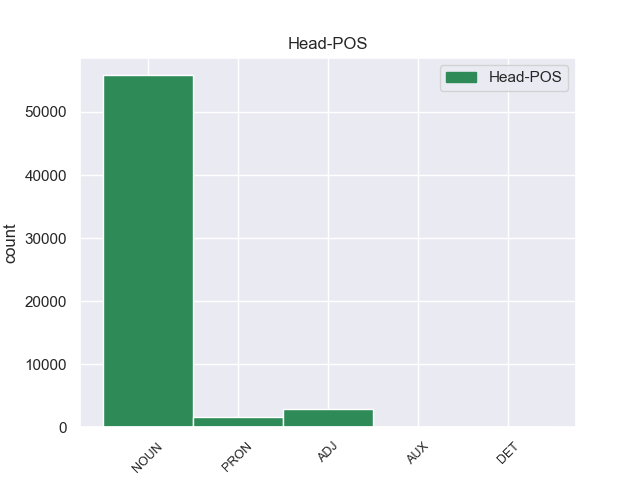 Head-POS
Head-POS
count
50000
40000
30000
20000
10000
0
NOUN
PRON
ADJ
AUX
DET